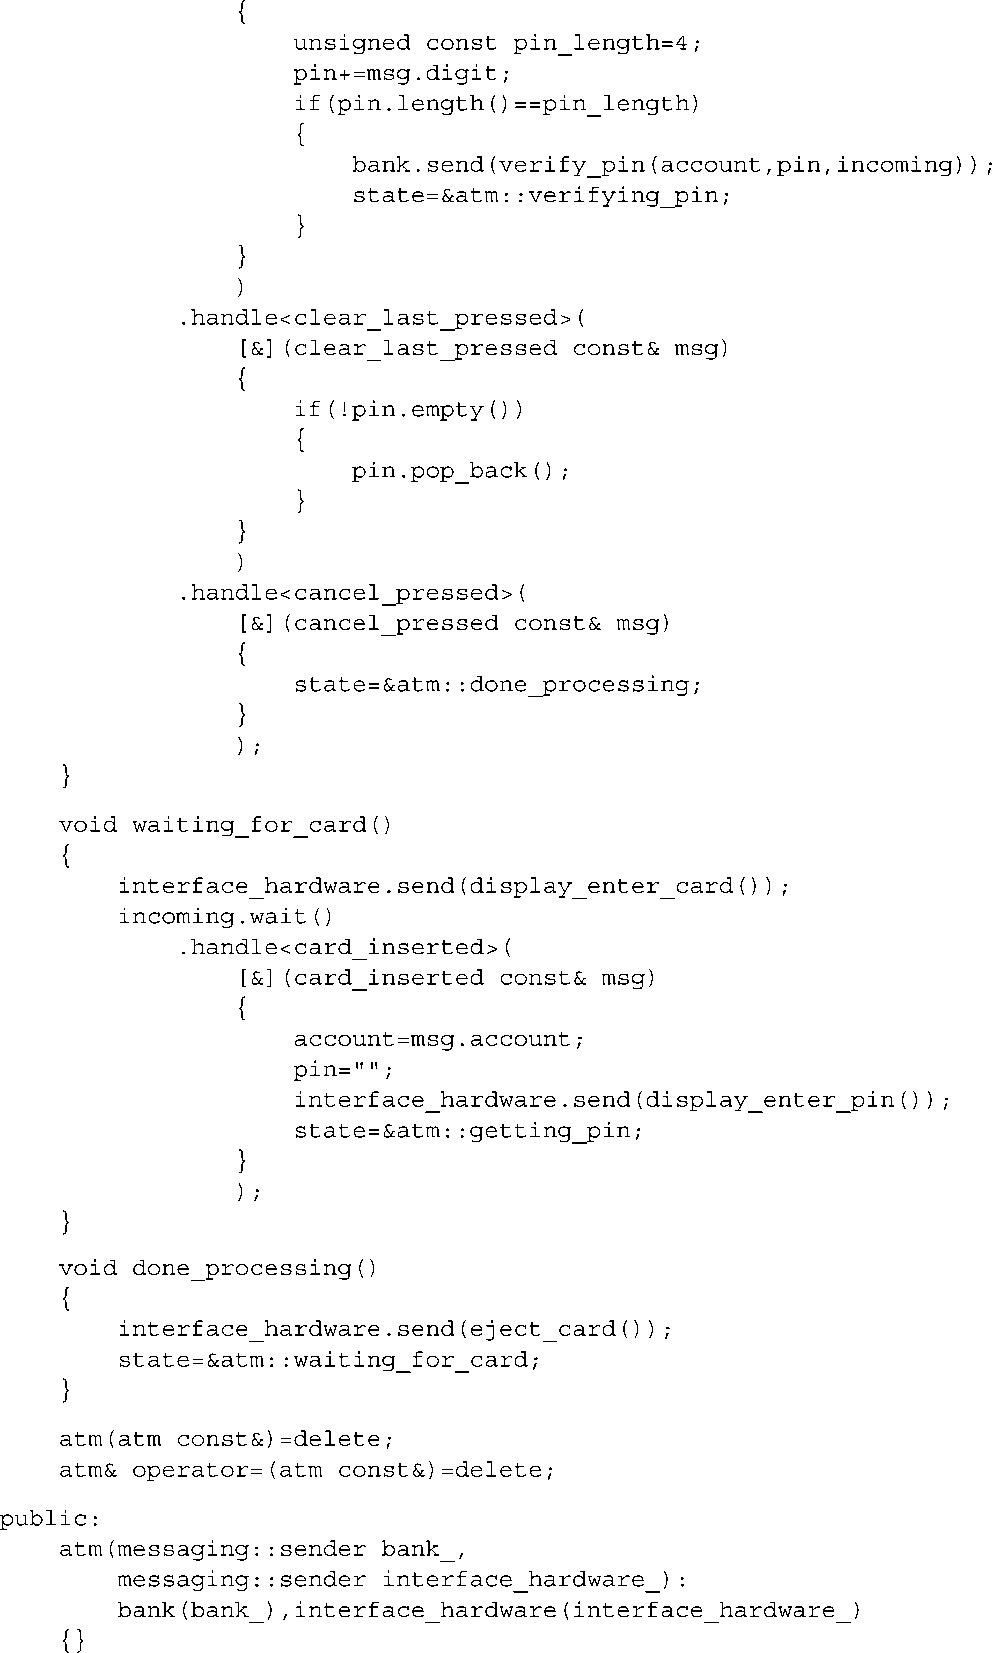 {
                    unsigned const pin_length=4;
                    pin+=msg.digit;
                    if(pin.length()==pin_length)
                    {
                        bank.send(verify_pin(account,pin,incoming));
                        state=&atm::verifying_pin;
                    }
                }
                )
            .handle<clear_last_pressed>(
                [&](clear_last_pressed const& msg)
                {
                    if(!pin.empty())
                    {
                        pin.pop_back();
                    }
                }
                )
            .handle<cancel_pressed>(
                [&](cancel_pressed const& msg)
                {
                    state=&atm::done_processing;
                }
                );
    }
    void waiting_for_card()
    {
        interface_hardware.send(display_enter_card());
        incoming.wait()
            .handle<card_inserted>(
                [&](card_inserted const& msg)
                {
                    account=msg.account;
                    pin="";
                    interface_hardware.send(display_enter_pin());
                    state=&atm::getting_pin;
                }
                );
    }
    void done_processing()
    {
        interface_hardware.send(eject_card());
        state=&atm::waiting_for_card;
    }
    atm(atm const&)=delete;
    atm& operator=(atm const&)=delete;
public:
    atm(messaging::sender bank_,
        messaging::sender interface_hardware_):
        bank(bank_),interface_hardware(interface_hardware_)
    {}